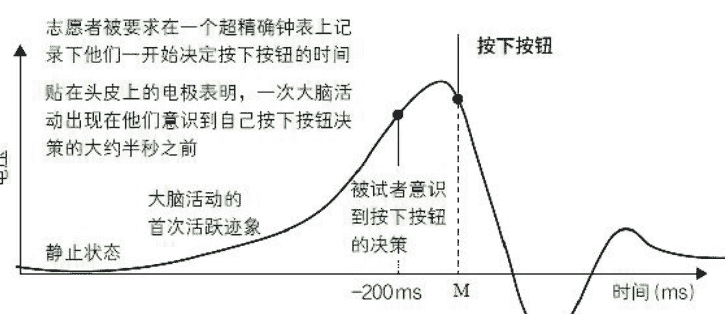 志愿者被要求在一个超精确钟表上记
录下他们一开始决定按下按钮的时间
贴在头皮上的电极表明，一次大脑活
动出现在他们意识到自己按下按钮决
策的大约半秒之前
按下按钮
大脑活动的
首次活跃迹象
被试者意识
到按下按钮
的决策
静止状态
-200ms
M
时间(ms)